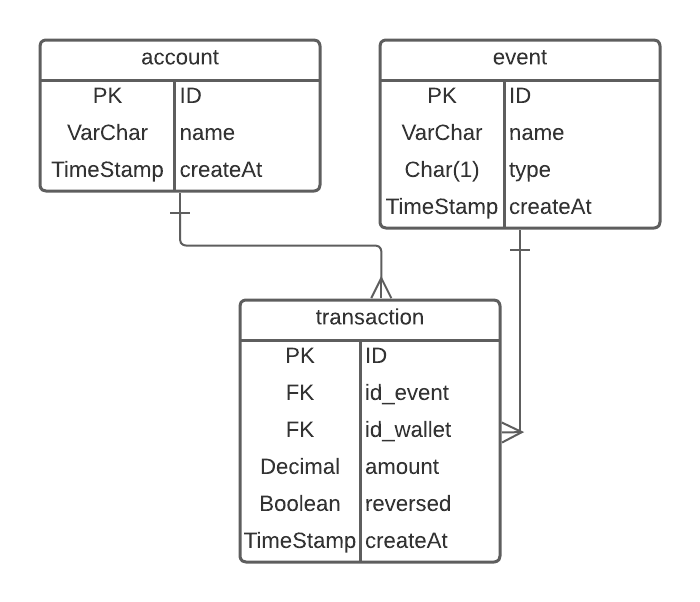 account
PK ID
VarChar name
TimeStamp createAt
event
PK ID
VarChar name
Char(1) type
TimeStamp createAt
transaction
PK ID
FK id_event
FK id_wallet
Decimal amount
Boolean reversed
TimeStamp createAt